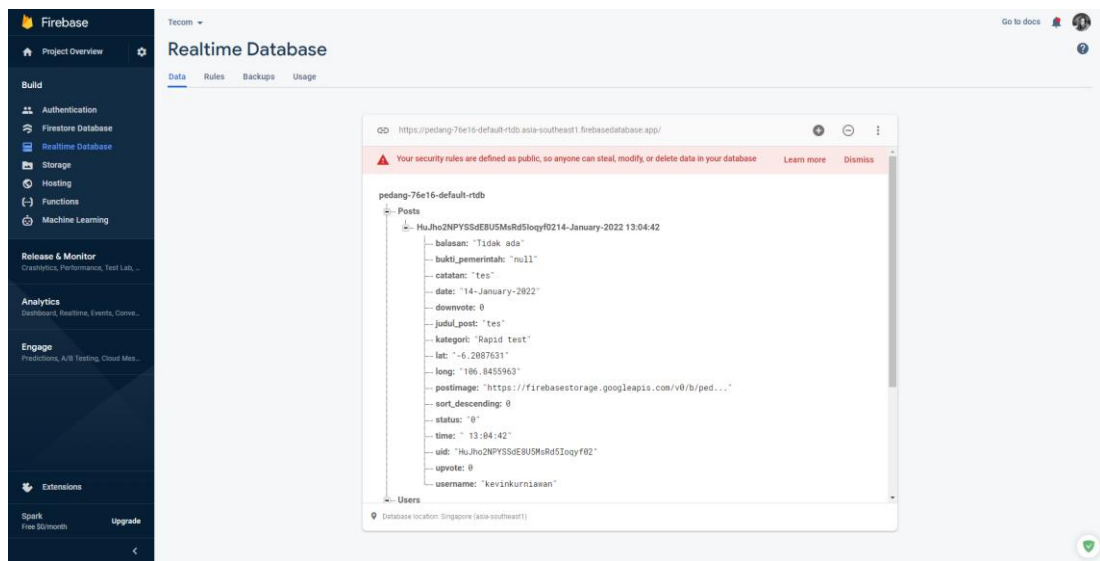 Firebase
Project Overview
Build
Authentication
Firestore Database
Realtime Database
Storage
Hosting
Functions
Machine Learning
Release & Monitor
Crashlytics, Performance, Test Lab, ...
Analytics
Dashboard, Realtime, Events, Conve...
Engage
Predictions, A/B Testing, Cloud Mes...
Extensions
Spark
Free $0/month
Upgrade
Tecom
Go to docs
Realtime Database
Data Rules Backups Usage
https://pedang-76e16-default-rtdb.asia-southeast1.firebasedatabase.app/
Your security rules are defined as public, so anyone can steal, modify, or delete data in your database Learn more Dismiss
pedang-76e16-default-rtdb
Posts
HuJho2NPYSSdE8U5MsRd5Ioqyf0214-January-2022 13:04:42
balasan: "Tidak ada"
bukti_pemerintah: "null"
catatan: "tes"
date: "14-January-2022"
downvote: 0
judul_post: "tes"
kategori: "Rapid test"
lat: "-6.2087631"
long: "106.8455963"
postimage: "https://firebasestorage.googleapis.com/v0/b/ped..."
sort_descending: 0
status: "0"
time: " 13:04:42"
uid: "HuJho2NPYSSdE8U5MsRd5Ioqyf02"
upvote: 0
username: "kevinkurniawan"
Users
Database location: Singapore (asia-southeast1)